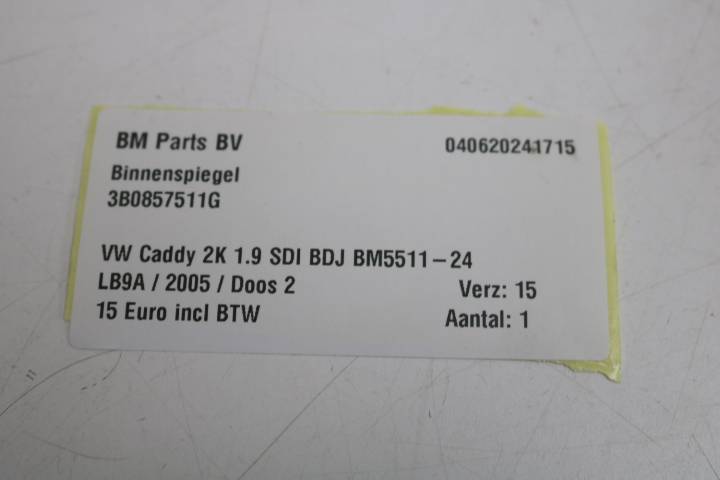 BM Parts BV 040620241715
Binnenspiegel
3B0857511G
VW Caddy 2K 1.9 SDI BDJ BM5511-24
LB9A / 2005 / Doos 2 Verz: 15
15 Euro incl BTW Aantal: 1